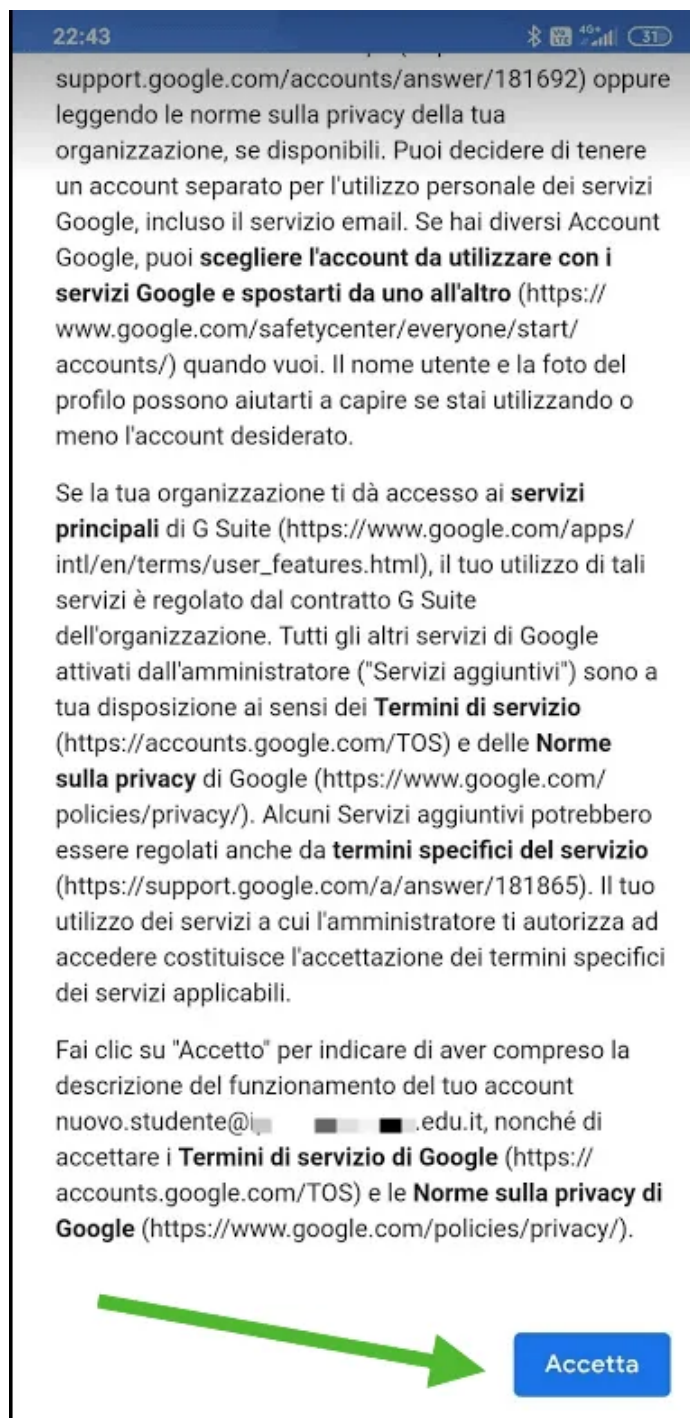 22:43
4G+
31
support.google.com/accounts/answer/181692) oppure
leggendo le norme sulla privacy della tua
organizzazione, se disponibili. Puoi decidere di tenere
un account separato per l'utilizzo personale dei servizi
Google, incluso il servizio email. Se hai diversi Account
Google, puoi scegliere l'account da utilizzare con i
servizi Google e spostarti da uno all'altro (https://
www.google.com/safetycenter/everyone/start/
accounts/) quando vuoi. Il nome utente e la foto del
profilo possono aiutarti a capire se stai utilizzando o
meno l'account desiderato.
Se la tua organizzazione ti dà accesso ai servizi
principali di G Suite (https://www.google.com/apps/
intl/en/terms/user_features.html), il tuo utilizzo di tali
servizi è regolato dal contratto G Suite
dell'organizzazione. Tutti gli altri servizi di Google
attivati dall'amministratore ("Servizi aggiuntivi") sono a
tua disposizione ai sensi dei Termini di servizio
(https://accounts.google.com/TOS) e delle Norme
sulla privacy di Google (https://www.google.com/
policies/privacy/). Alcuni Servizi aggiuntivi potrebbero
essere regolati anche da termini specifici del servizio
(https://support.google.com/a/answer/181865). Il tuo
utilizzo dei servizi a cui l'amministratore ti autorizza ad
accedere costituisce l'accettazione dei termini specifici
dei servizi applicabili.
Fai clic su "Accetto" per indicare di aver compreso la
descrizione del funzionamento del tuo account
nuovo.studente@ .edu.it, nonché di
accettare i Termini di servizio di Google (https://
accounts.google.com/TOS) e le Norme sulla privacy di
Google (https://www.google.com/policies/privacy/).
Accetta